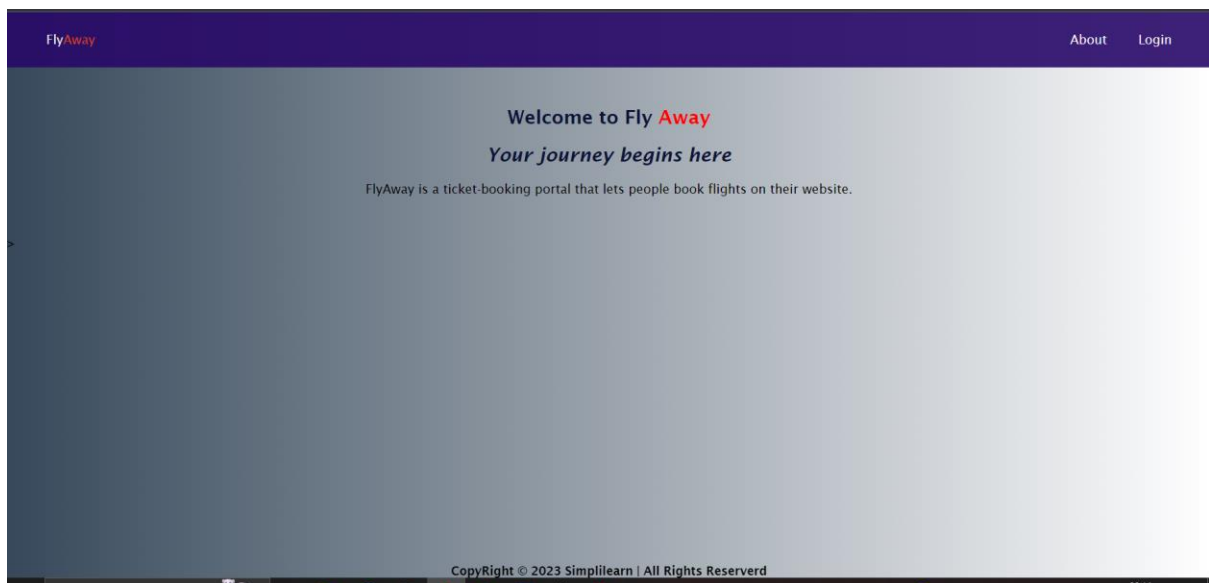 FlyAway About Login
Welcome to Fly Away
Your journey begins here
FlyAway is a ticket-booking portal that lets people book flights on their website.
>
CopyRight © 2023 Simplilearn | All Rights Reserverd